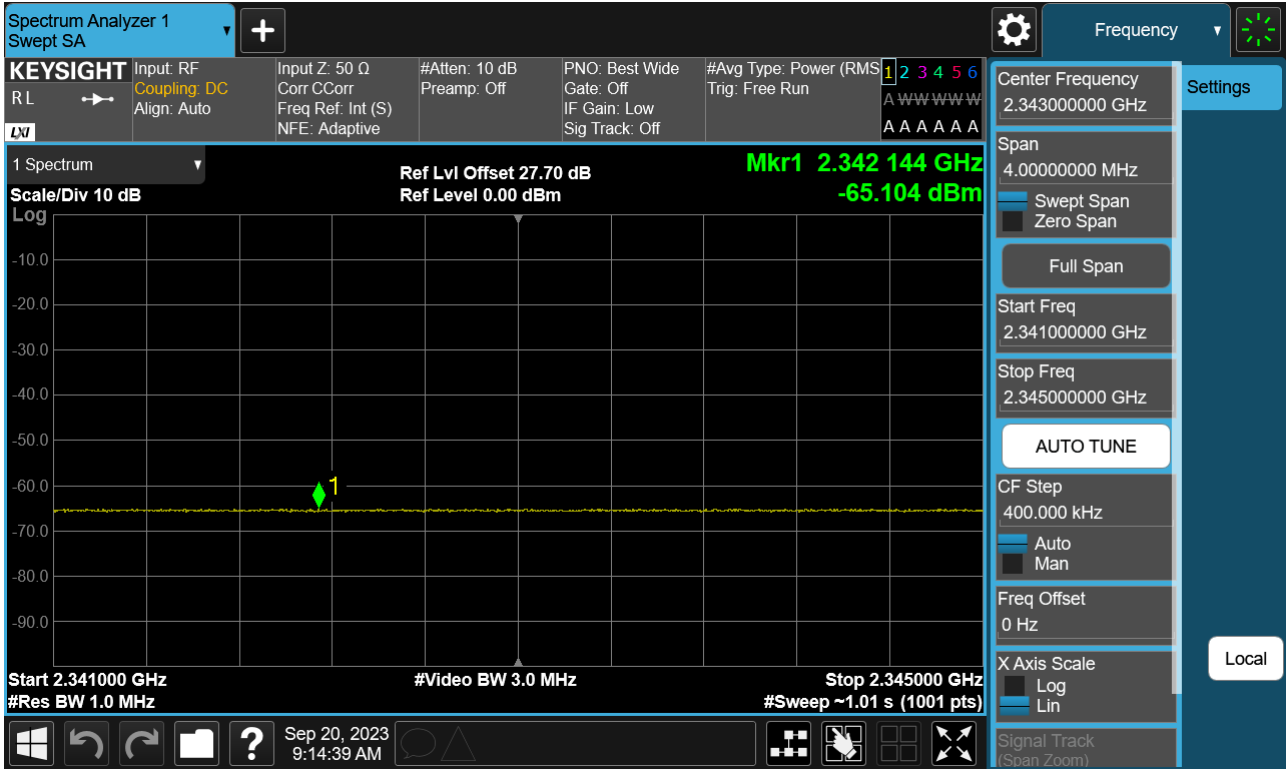 Spectrum Analyzer 1
Swept SA
+
Frequency
KEYSIGHT
R L
LXI
Input: RF
Coupling: DC
Align: Auto
Input Z: 50 Ω
Corr CCorr
Freq Ref: Int (S)
NFE: Adaptive
#Atten: 10 dB
Preamp: Off
PNO: Best Wide
Gate: Off
IF Gain: Low
Sig Track: Off
#Avg Type: Power (RMS
Trig: Free Run
1 2 3 4 5 6
A W W W W W
A A A A A A
1 Spectrum
Scale/Div 10 dB
Log
Ref Lvl Offset 27.70 dB
Ref Level 0.00 dBm
Mkr1 2.342 144 GHz
-65.104 dBm
-10.0
-20.0
-30.0
-40.0
-50.0
-60.0
-70.0
-80.0
-90.0
1
Start 2.341000 GHz
#Res BW 1.0 MHz
#Video BW 3.0 MHz
Stop 2.345000 GHz
#Sweep ~1.01 s (1001 pts)
Center Frequency
2.343000000 GHz
Span
4.00000000 MHz
Swept Span
Zero Span
Full Span
Start Freq
2.341000000 GHz
Stop Freq
2.345000000 GHz
AUTO TUNE
CF Step
400.000 kHz
Auto
Man
Freq Offset
0 Hz
X Axis Scale
Log
Lin
Signal Track
(Span Zoom)
Settings
Local
?
Sep 20, 2023
9:14:39 AM